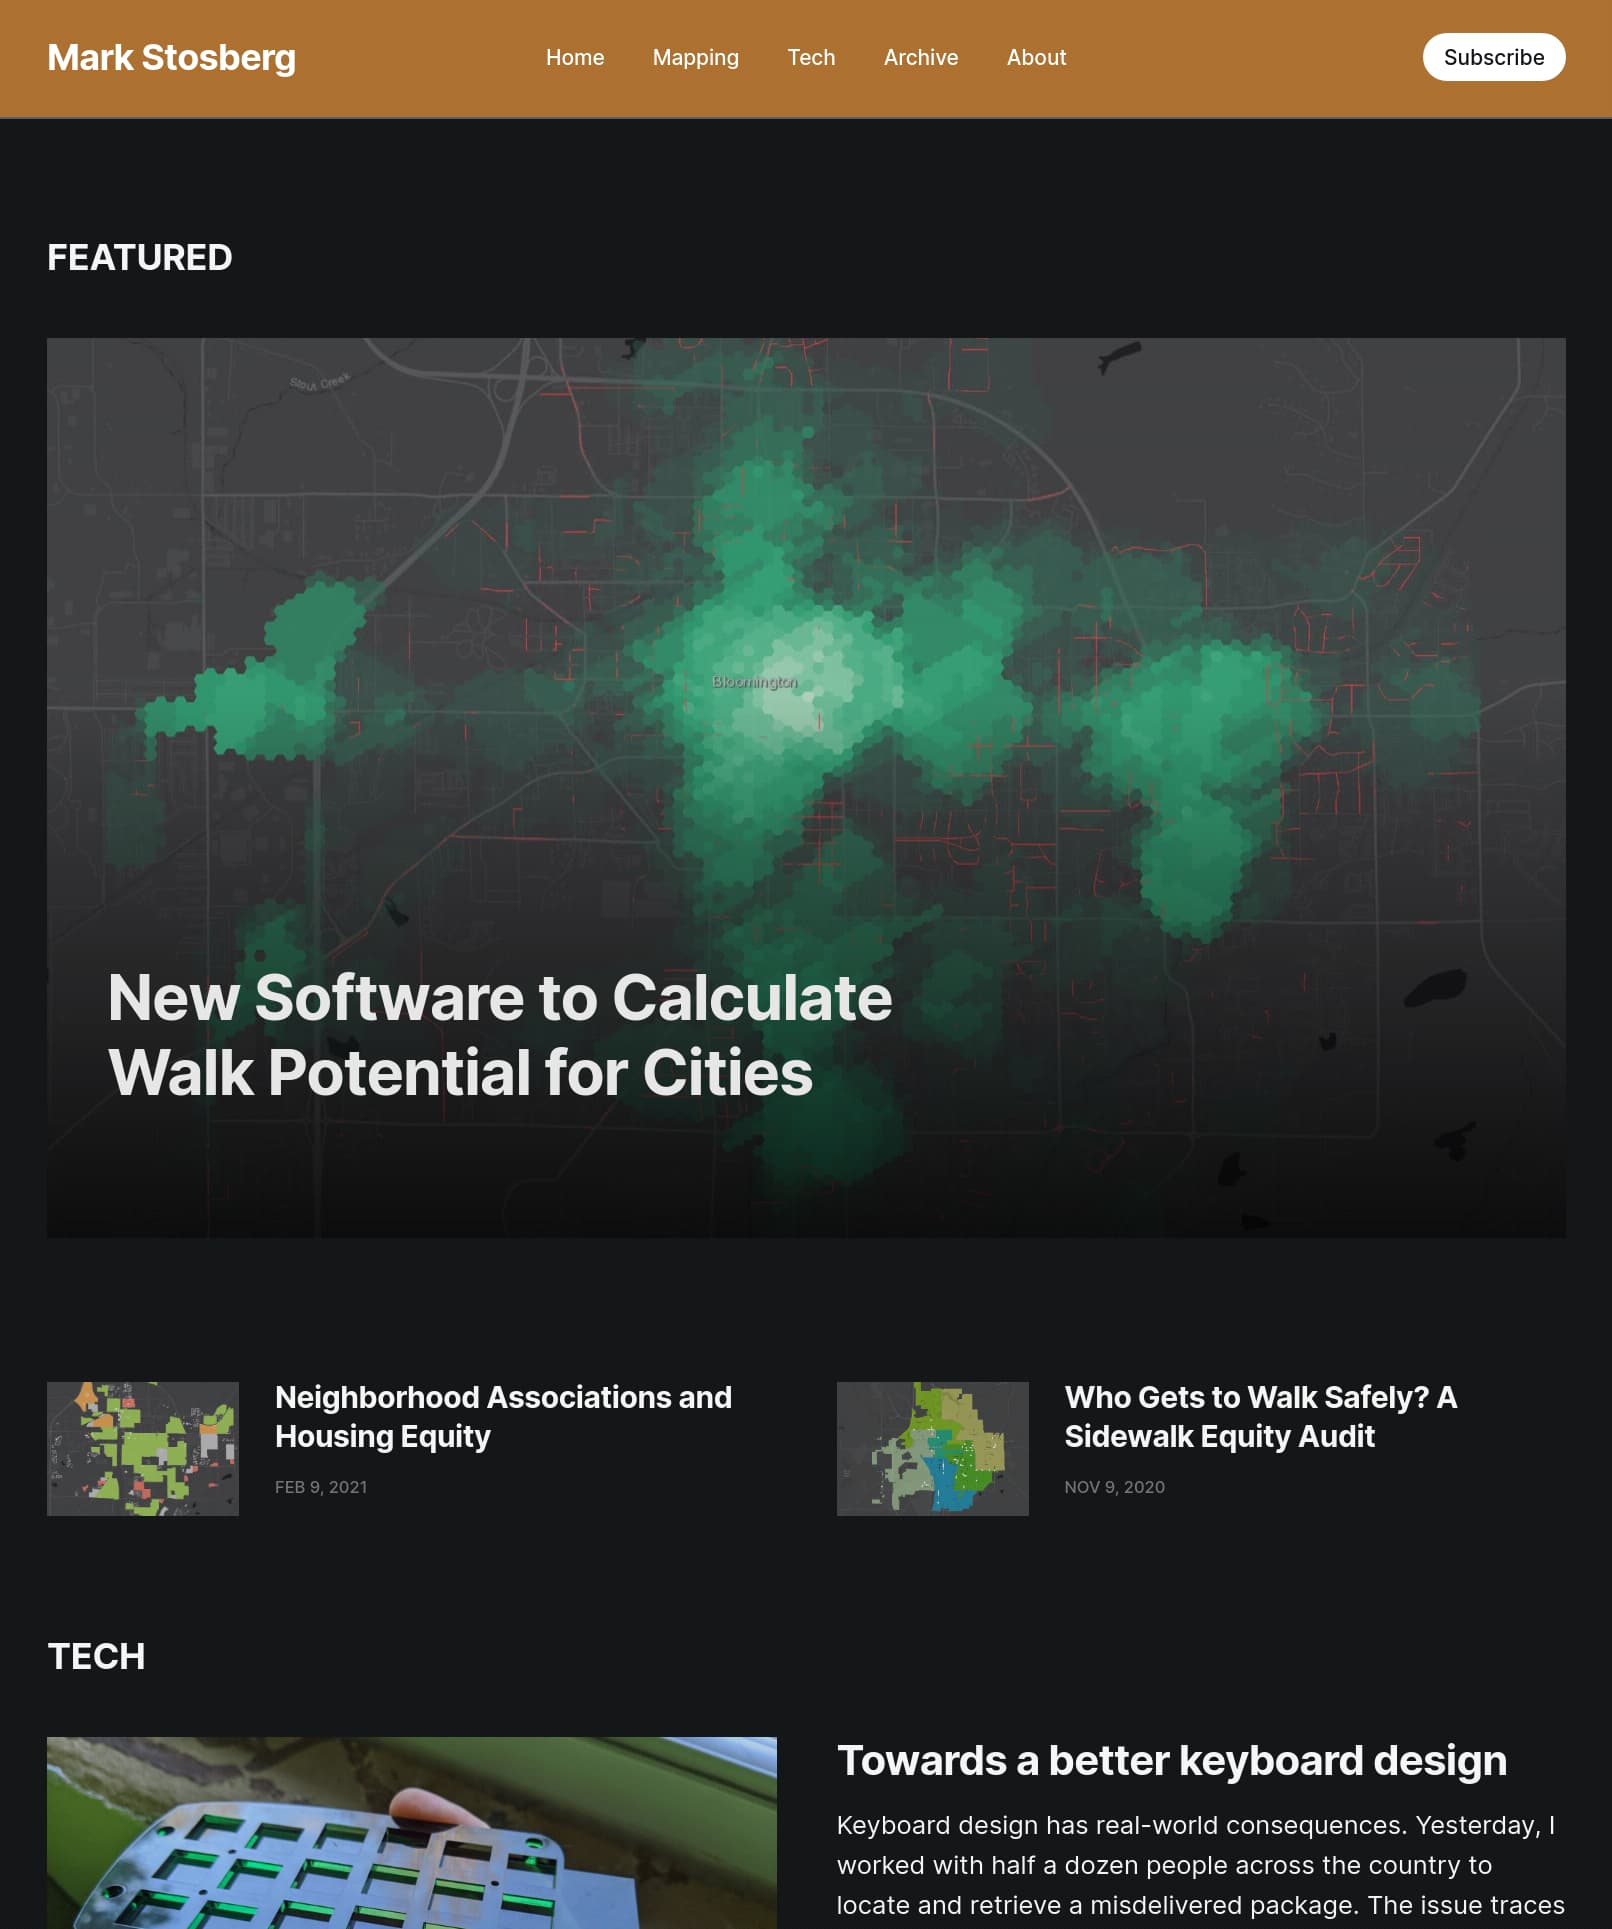 Mark Stosberg
Home Mapping Tech Archive About
Subscribe
FEATURED
Stout Creek
Bloomington
New Software to Calculate
Walk Potential for Cities
Neighborhood Associations and
Housing Equity
FEB 9, 2021
Who Gets to Walk Safely? A
Sidewalk Equity Audit
NOV 9, 2020
TECH
Towards a better keyboard design
Keyboard design has real-world consequences. Yesterday, I
worked with half a dozen people across the country to
locate and retrieve a misdelivered package. The issue traces